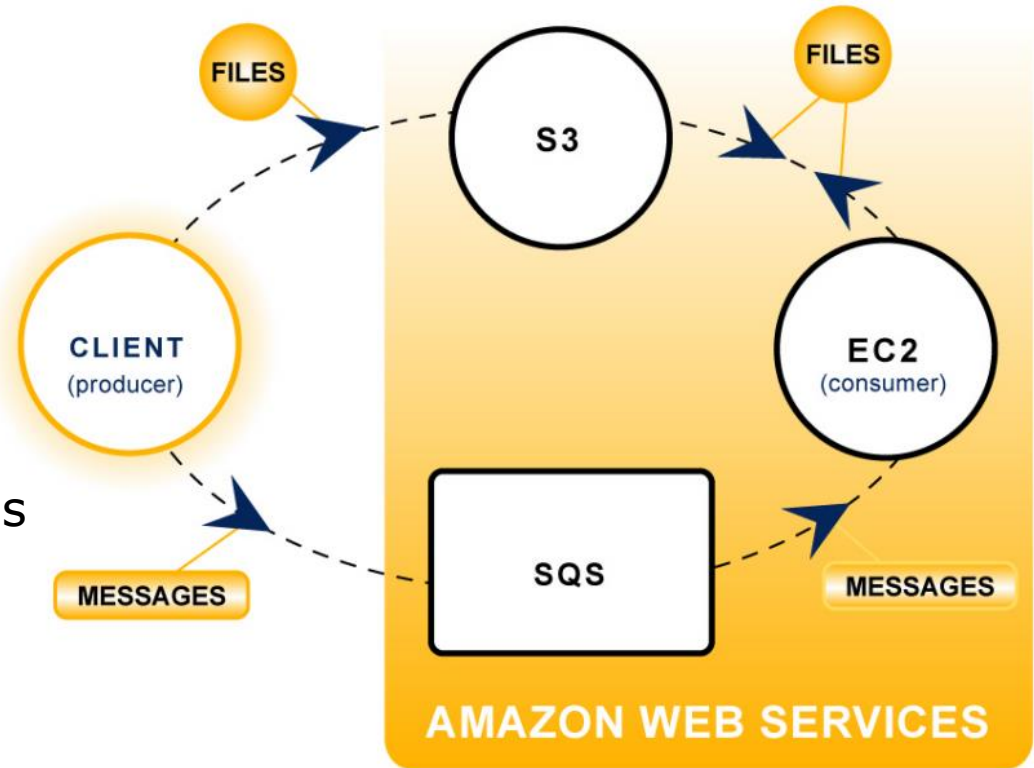 FILES
FILES
S3
CLIENT
(producer)
EC2
(consumer)
s
SQS
MESSAGES
MESSAGES
AMAZON WEB SERVICES